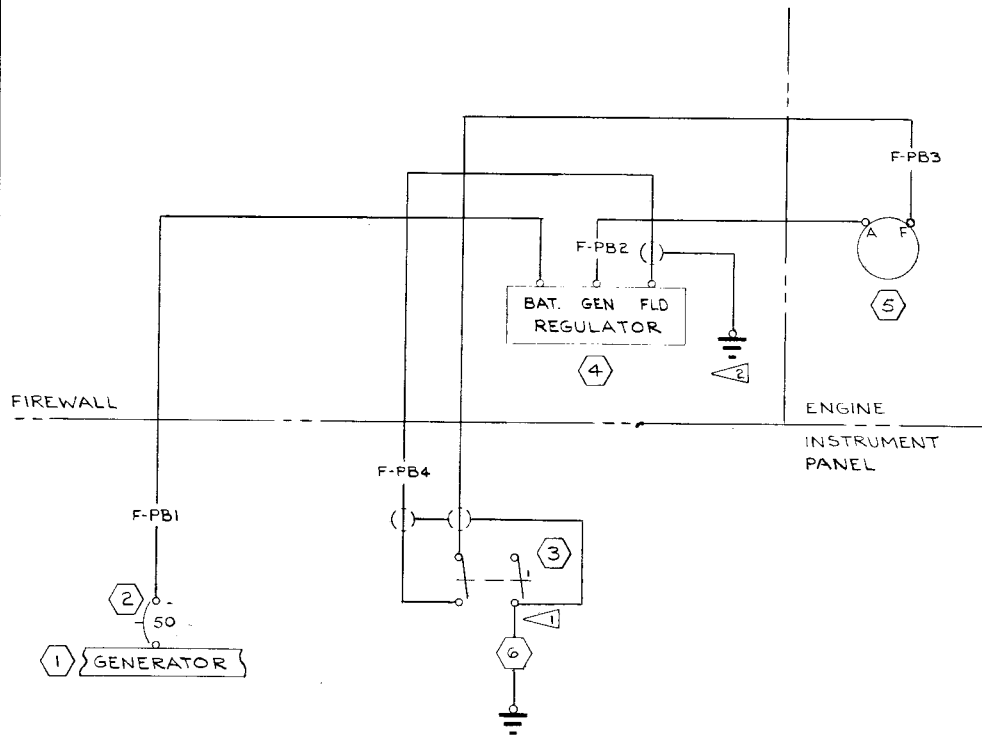 F-PB3
A F
F-PB2
BAT. GEN FLD
REGULATOR
5
4
2
FIREWALL
ENGINE
INSTRUMENT
PANEL
F-PB4
F-PB1
3
2
50
1
1
GENERATOR
6